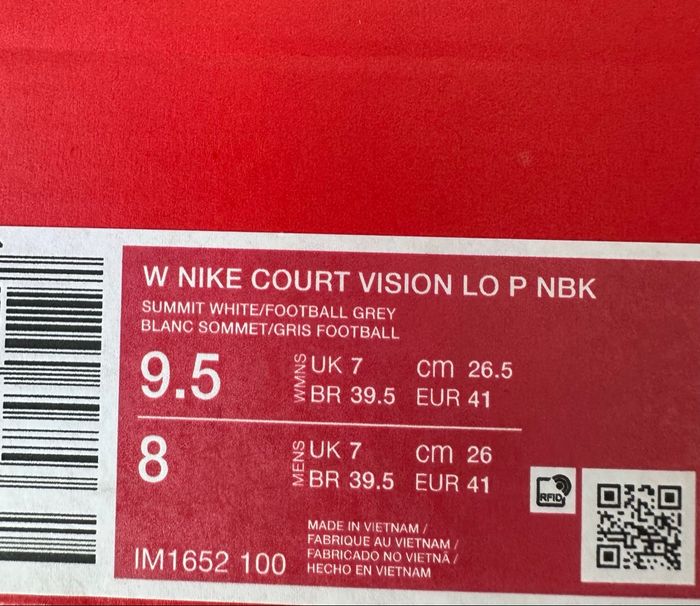 W NIKE COURT VISION LO P NBK
SUMMIT WHITE/FOOTBALL GREY
BLANC SOMMET/GRIS FOOTBALL
9.5
WMNS
UK 7 cm 26.5
BR 39.5 EUR 41
8
MENS
UK 7 cm 26
BR 39.5 EUR 41
RFID
IM1652 100
MADE IN VIETNAM /
FABRIQUE AU VIETNAM /
FABRICADO NO VIETNÃ /
HECHO EN VIETNAM